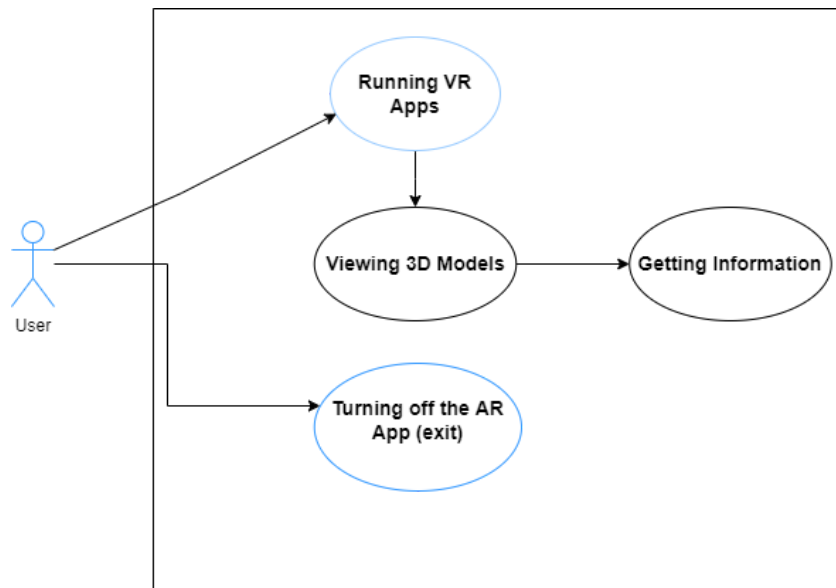 Running VR
Apps
Viewing 3D Models
Getting Information
User
Turning off the AR
App (exit)